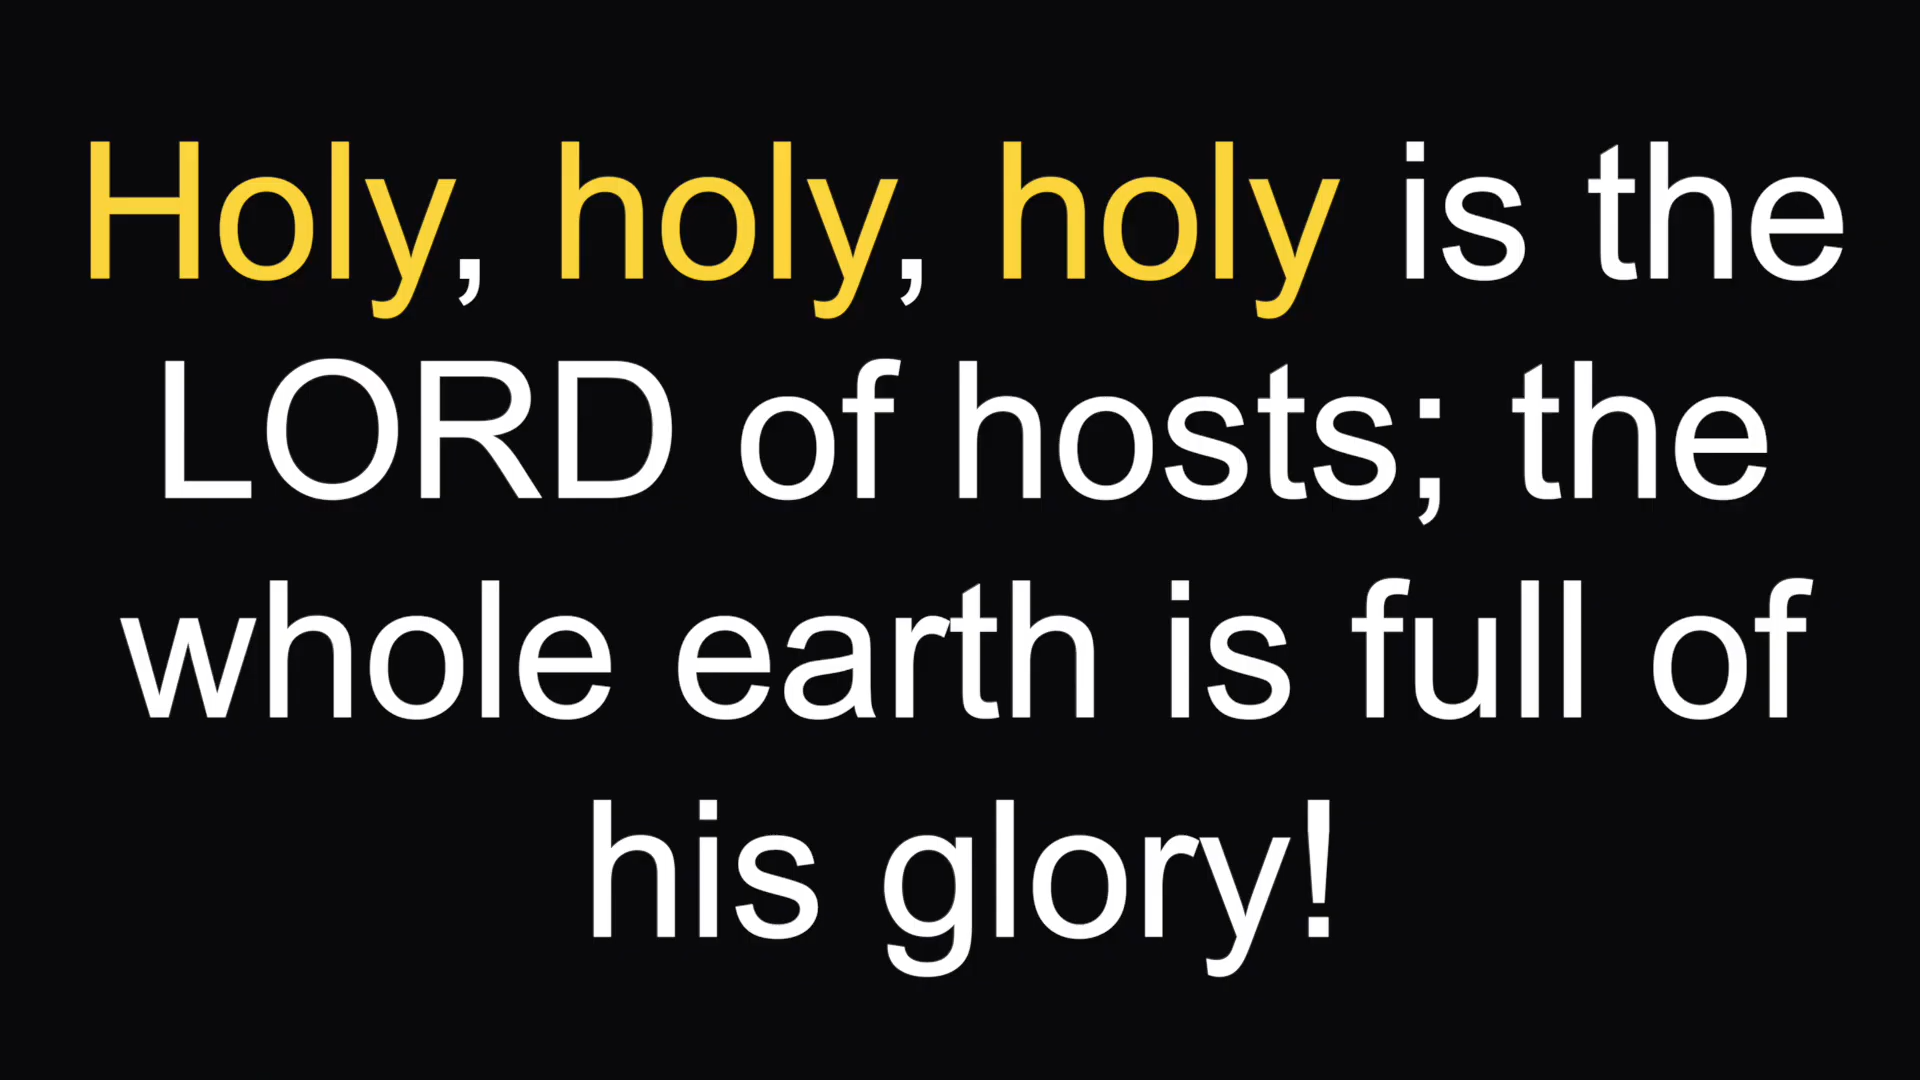 Holy, holy, holy is the
LORD of hosts; the
whole earth is full of
his glory!